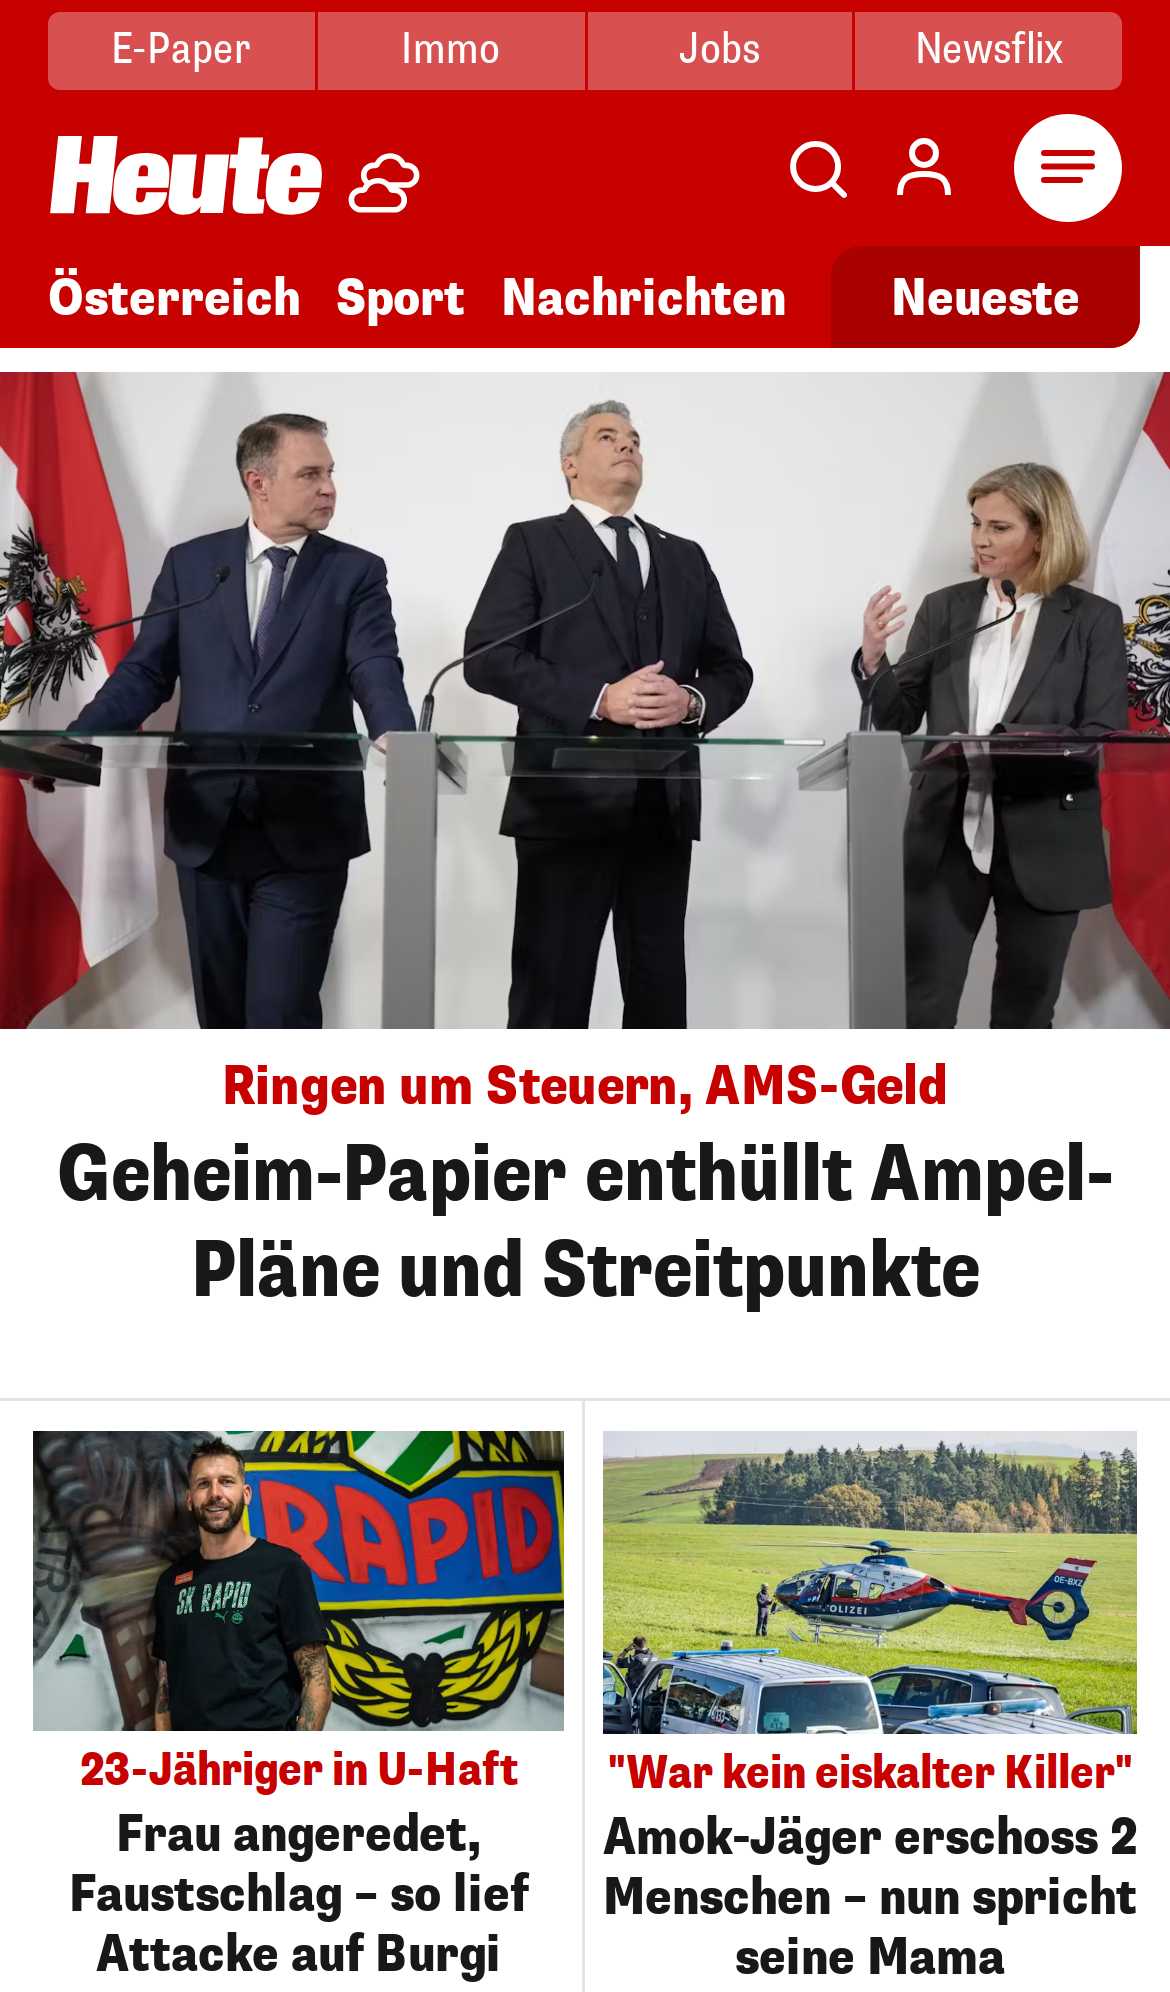 E-Paper
Immo
Jobs
Newsflix
Heute
Österreich
Sport
Nachrichten
Neueste
Ringen um Steuern, AMS-Geld
Geheim-Papier enthüllt Ampel-
Pläne und Streitpunkte
RAPID
SK RAPID
23-Jähriger in U-Haft
Frau angeredet,
Faustschlag – so lief
Attacke auf Burgi
OE-BXZ
POLIZEI
"War kein eiskalter Killer"
Amok-Jäger erschoss 2
Menschen – nun spricht
seine Mama